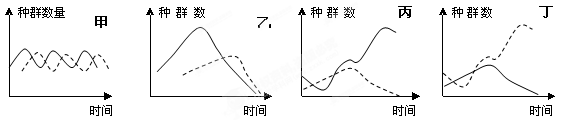 种群数量 甲
时间
种 群 数 乙
时间
种 群 数 丙
时间
种 群 数 丁
时间